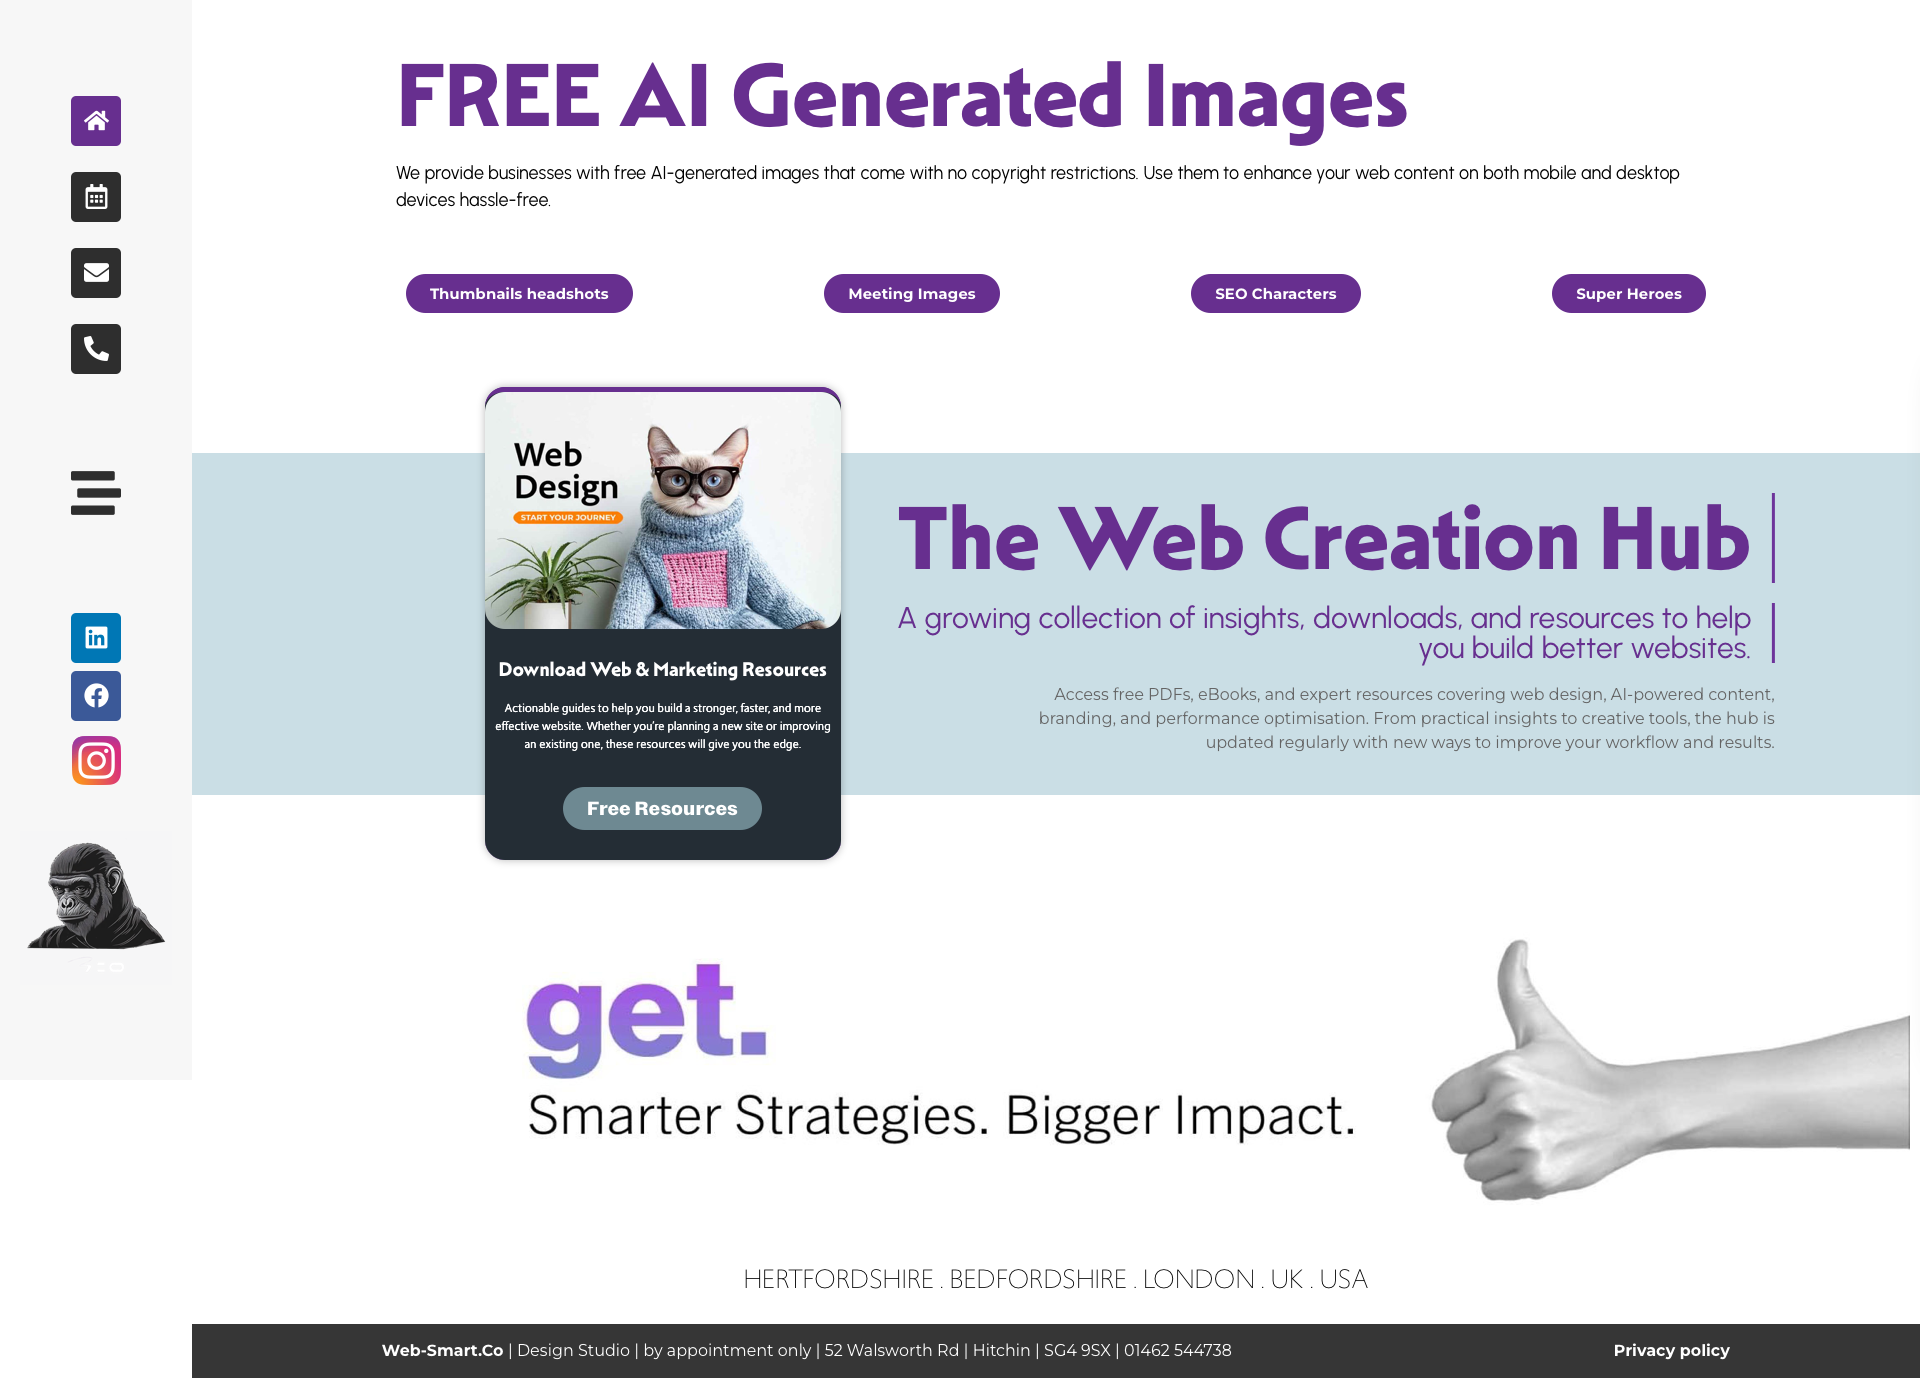 FREE AI Generated Images
We provide businesses with free AI-generated images that come with no copyright restrictions. Use them to enhance your web content on both mobile and desktop
devices hassle-free.
Thumbnails headshots
Meeting Images
SEO Characters
Super Heroes
Web
Design
START YOUR JOURNEY
Download Web & Marketing Resources
Actionable guides to help you build a stronger, faster, and more
effective website. Whether you're planning a new site or improving
an existing one, these resources will give you the edge.
Free Resources
The Web Creation Hub
A growing collection of insights, downloads, and resources to help
you build better websites.
Access free PDFs, eBooks, and expert resources covering web design, AI-powered content,
branding, and performance optimisation. From practical insights to creative tools, the hub is
updated regularly with new ways to improve your workflow and results.
get.
Smarter Strategies. Bigger Impact.
HERTFORDSHIRE . BEDFORDSHIRE . LONDON . UK . USA
Web-Smart.Co | Design Studio | by appointment only | 52 Walsworth Rd | Hitchin | SG4 9SX | 01462 544738
Privacy policy